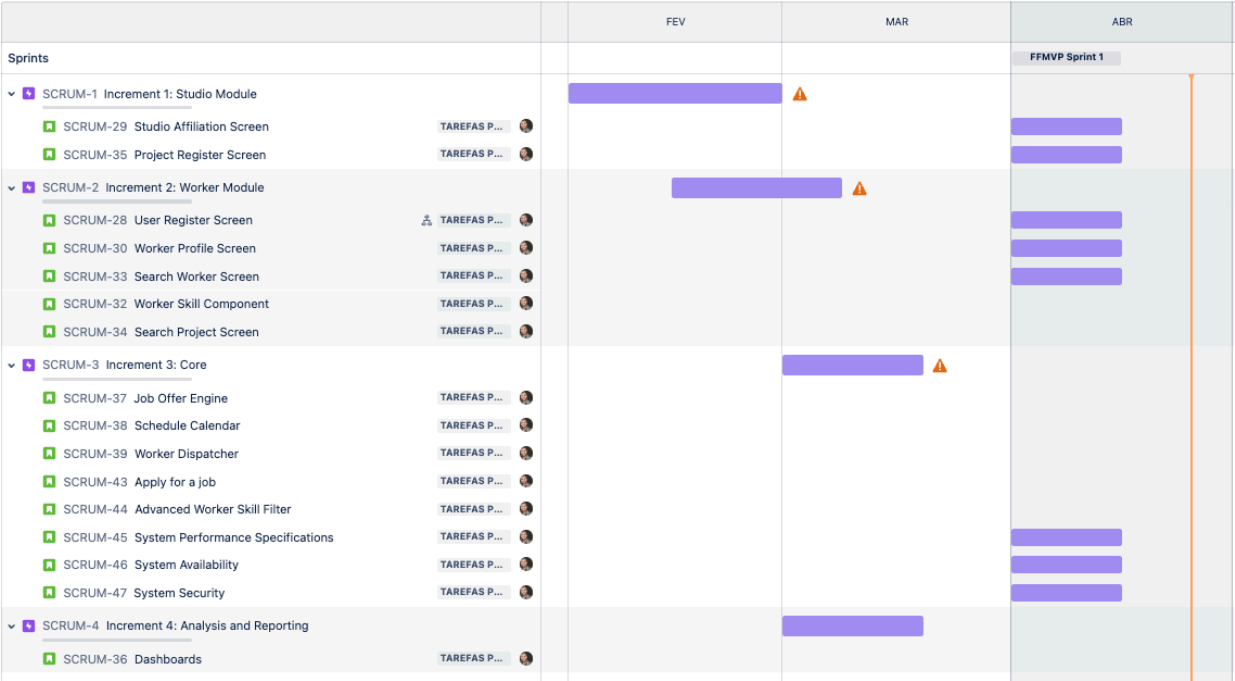 FEV MAR ABR
Sprints FFMVP Sprint 1
SCRUM-1 Increment 1: Studio Module
SCRUM-29 Studio Affiliation Screen TAREFAS P...
SCRUM-35 Project Register Screen TAREFAS P...
SCRUM-2 Increment 2: Worker Module
SCRUM-28 User Register Screen TAREFAS P...
SCRUM-30 Worker Profile Screen TAREFAS P...
SCRUM-33 Search Worker Screen TAREFAS P...
SCRUM-32 Worker Skill Component TAREFAS P...
SCRUM-34 Search Project Screen TAREFAS P...
SCRUM-3 Increment 3: Core
SCRUM-37 Job Offer Engine TAREFAS P...
SCRUM-38 Schedule Calendar TAREFAS P...
SCRUM-39 Worker Dispatcher TAREFAS P...
SCRUM-43 Apply for a job TAREFAS P...
SCRUM-44 Advanced Worker Skill Filter TAREFAS P...
SCRUM-45 System Performance Specifications TAREFAS P...
SCRUM-46 System Availability TAREFAS P...
SCRUM-47 System Security TAREFAS P...
SCRUM-4 Increment 4: Analysis and Reporting
SCRUM-36 Dashboards TAREFAS P...